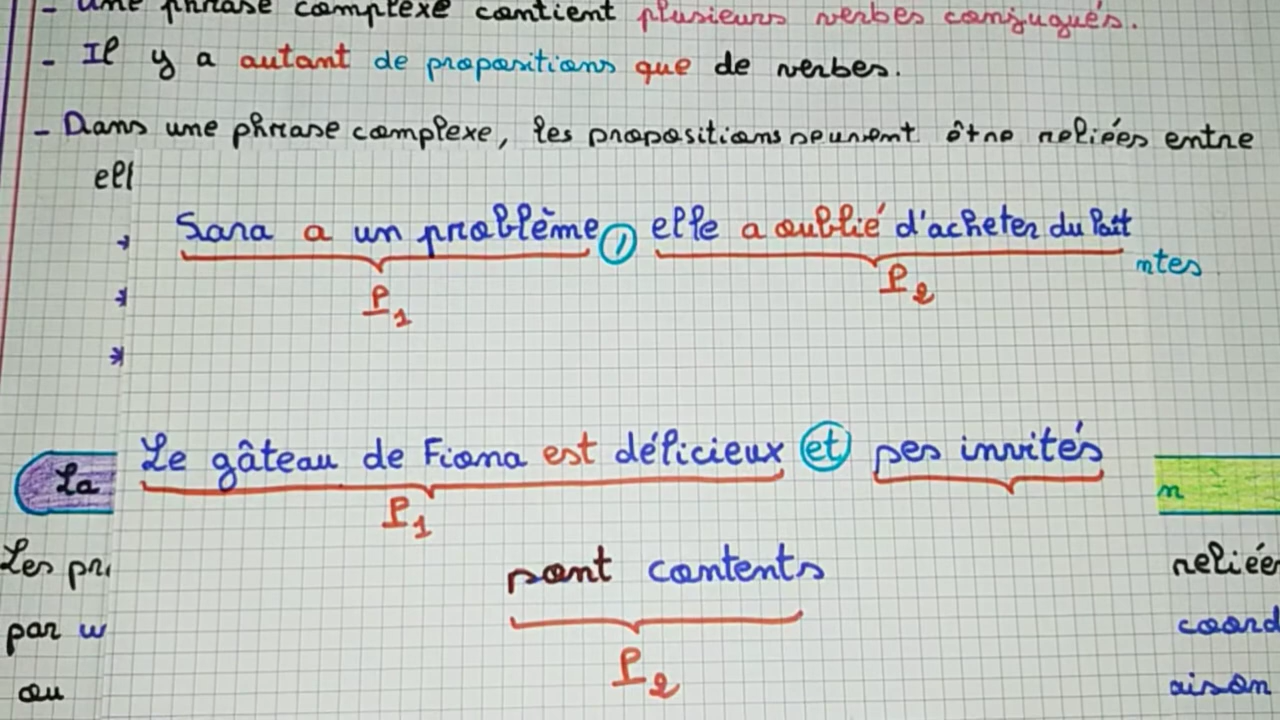 - Une phrase complexe contient plusieurs verbes conjugués.
- Il y a autant de propositions que de verbes.
- Dans une phrase complexe, les propositions peuvent être reliées entre
ell
Sara a un problème, elle a oublié d'acheter du lait
ntes
P1 P2
*
*
*
Le gâteau de Fiona est délicieux et ses invités
La
n
P1
sont contents
Les pr
reliée
par
coord
P2
ou
aison